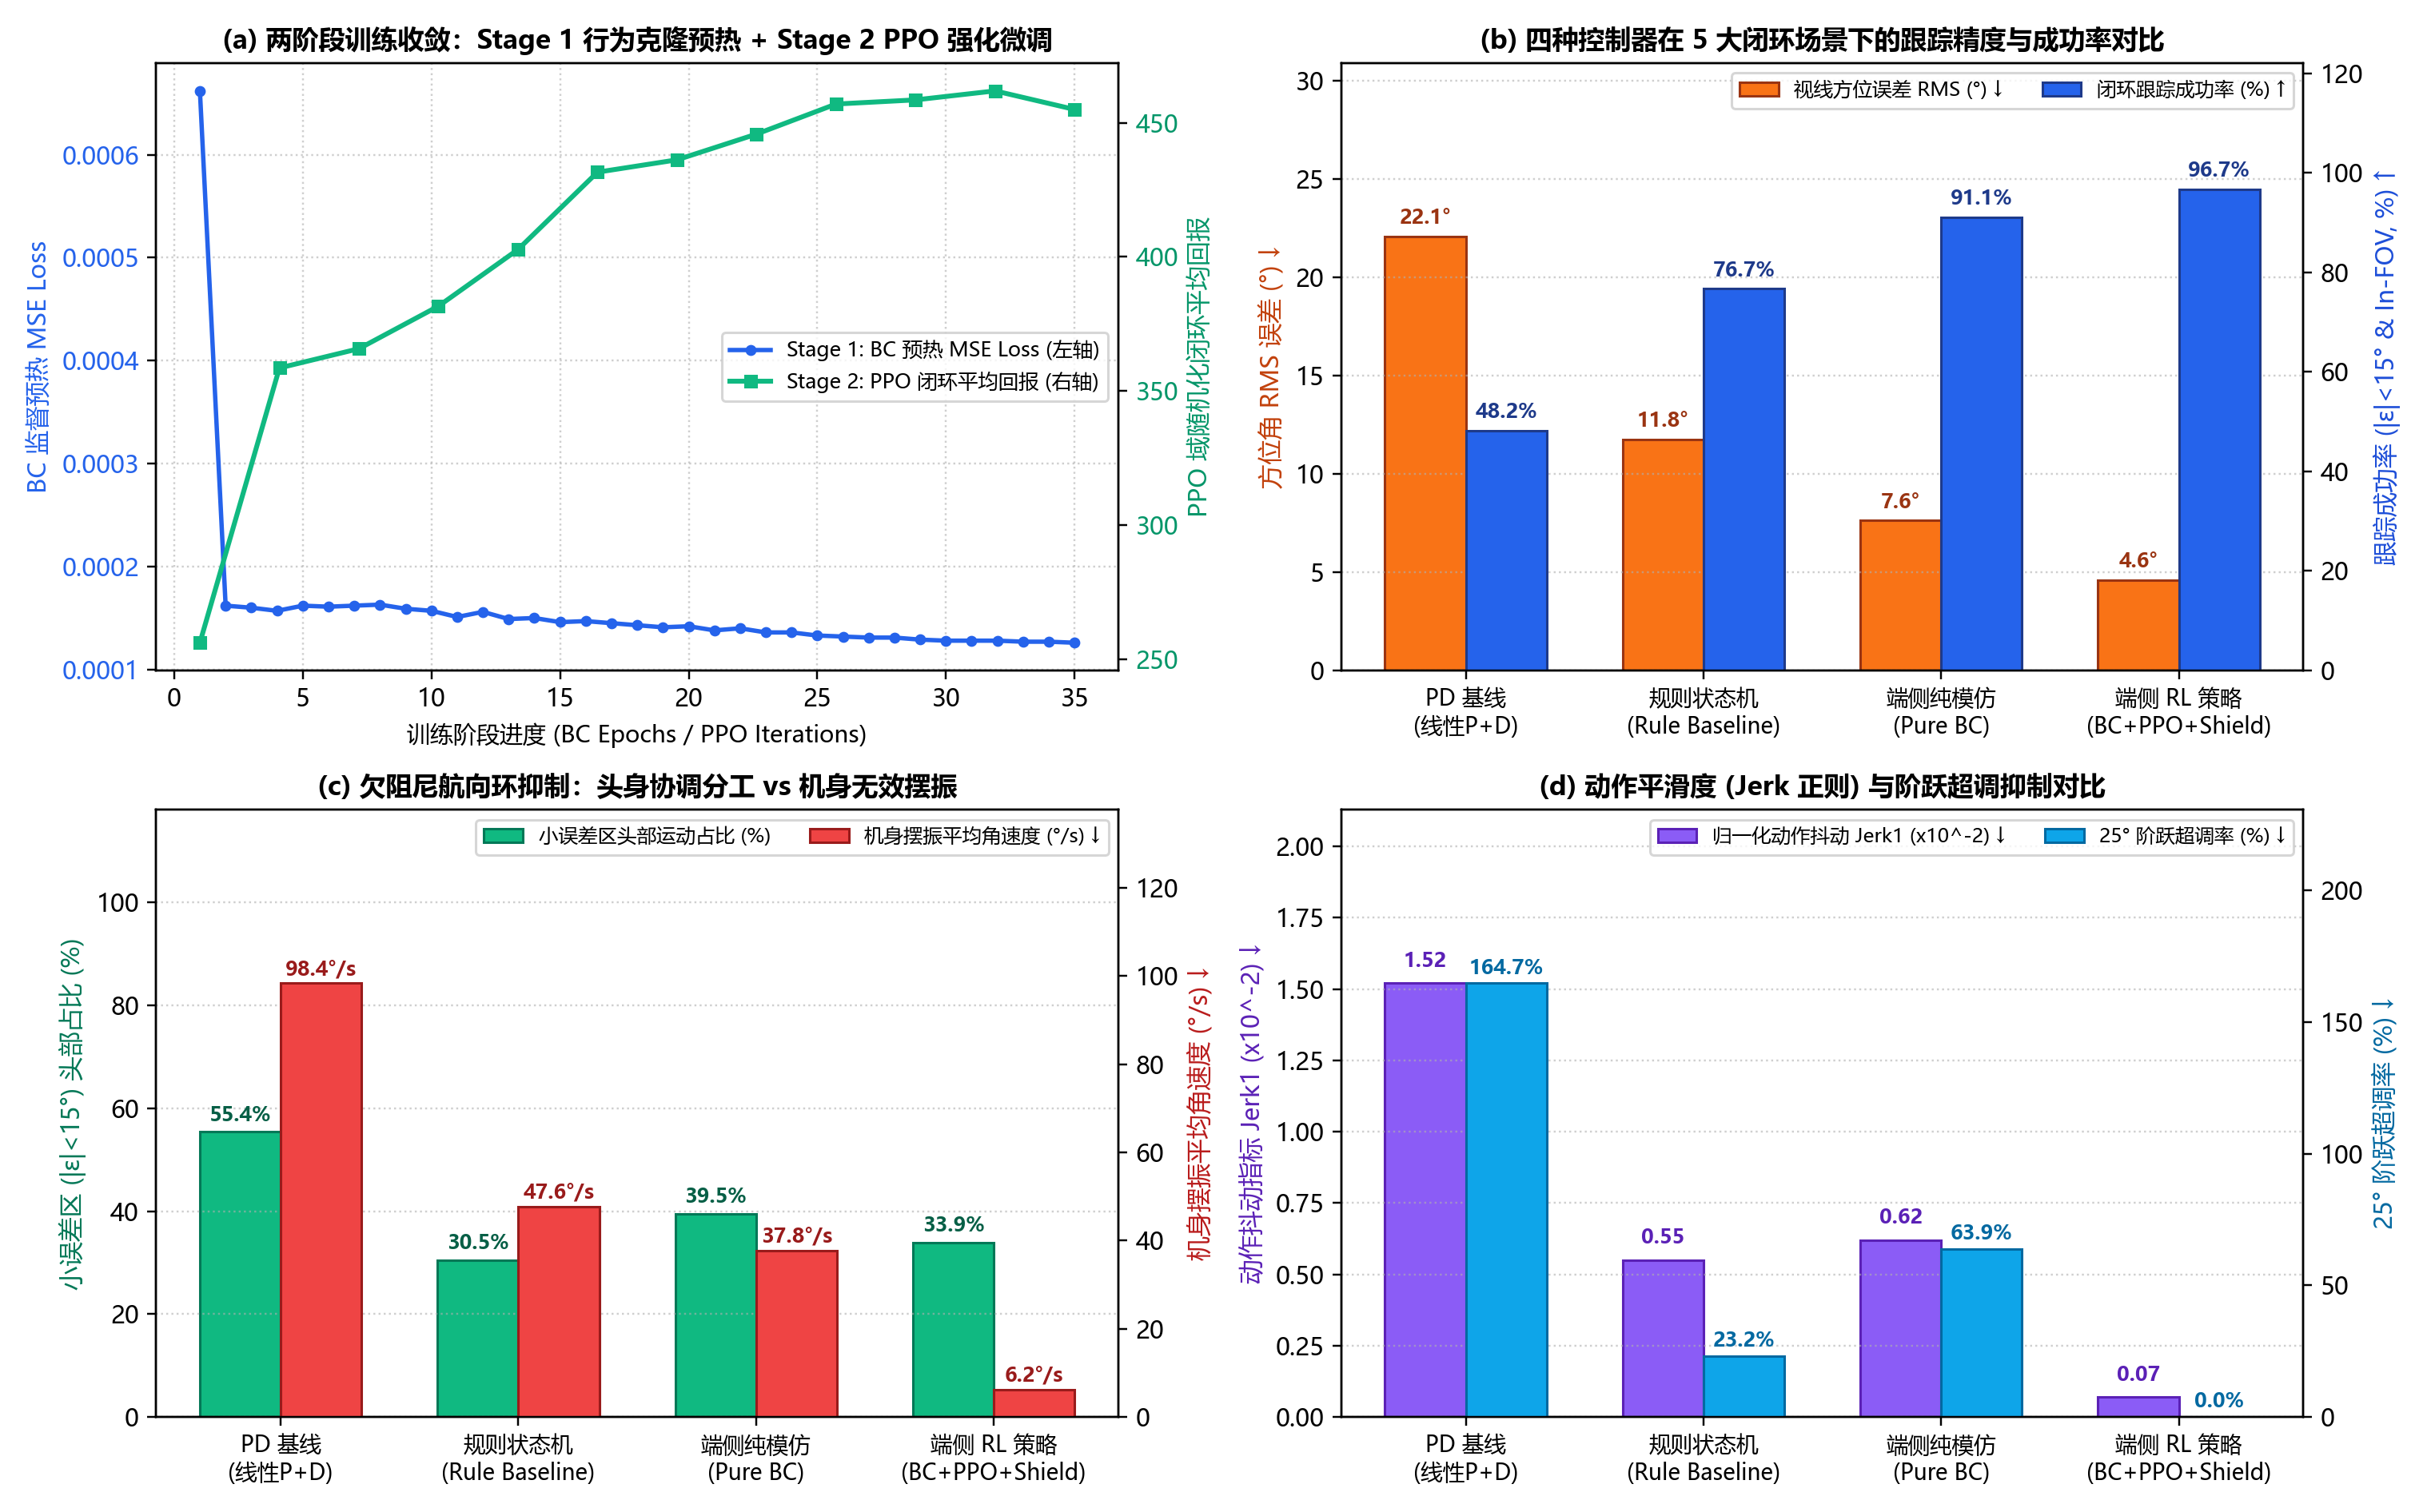 (a) 两阶段训练收敛：Stage 1 行为克隆预热 + Stage 2 PPO 强化微调
BC 监督预热 MSE Loss
0.0006
0.0005
0.0004
0.0003
0.0002
0.0001
450
400
350
300
250
PPO 域随机化闭环平均回报
Stage 1: BC 预热 MSE Loss (左轴)
Stage 2: PPO 闭环平均回报 (右轴)
0 5 10 15 20 25 30 35
训练阶段进度 (BC Epochs / PPO Iterations)
(b) 四种控制器在 5 大闭环场景下的跟踪精度与成功率对比
方位角 RMS 误差 (°) ↓
30
25
20
15
10
5
0
视线方位误差 RMS (°) ↓
闭环跟踪成功率 (%) ↑
22.1°
48.2%
11.8°
76.7%
7.6°
91.1%
4.6°
96.7%
120
100
80
60
40
20
0
跟踪成功率 (|ε|<15° & In-FOV, %) ↑
PD 基线
(线性P+D)
规则状态机
(Rule Baseline)
端侧纯模仿
(Pure BC)
端侧 RL 策略
(BC+PPO+Shield)
(c) 欠阻尼航向环抑制：头身协调分工 vs 机身无效摆振
小误差区 (|ε|<15°) 头部占比 (%)
100
80
60
40
20
0
小误差区头部运动占比 (%)
机身摆振平均角速度 (°/s) ↓
55.4%
98.4°/s
30.5%
47.6°/s
39.5%
37.8°/s
33.9%
6.2°/s
120
100
80
60
40
20
0
机身摆振平均角速度 (°/s) ↓
PD 基线
(线性P+D)
规则状态机
(Rule Baseline)
端侧纯模仿
(Pure BC)
端侧 RL 策略
(BC+PPO+Shield)
(d) 动作平滑度 (Jerk 正则) 与阶跃超调抑制对比
动作抖动指标 Jerk1 (x10^-2) ↓
2.00
1.75
1.50
1.25
1.00
0.75
0.50
0.25
0.00
归一化动作抖动 Jerk1 (x10^-2) ↓
25° 阶跃超调率 (%) ↓
1.52
164.7%
0.55
23.2%
0.62
63.9%
0.07
0.0%
200
150
100
50
0
25° 阶跃超调率 (%) ↓
PD 基线
(线性P+D)
规则状态机
(Rule Baseline)
端侧纯模仿
(Pure BC)
端侧 RL 策略
(BC+PPO+Shield)